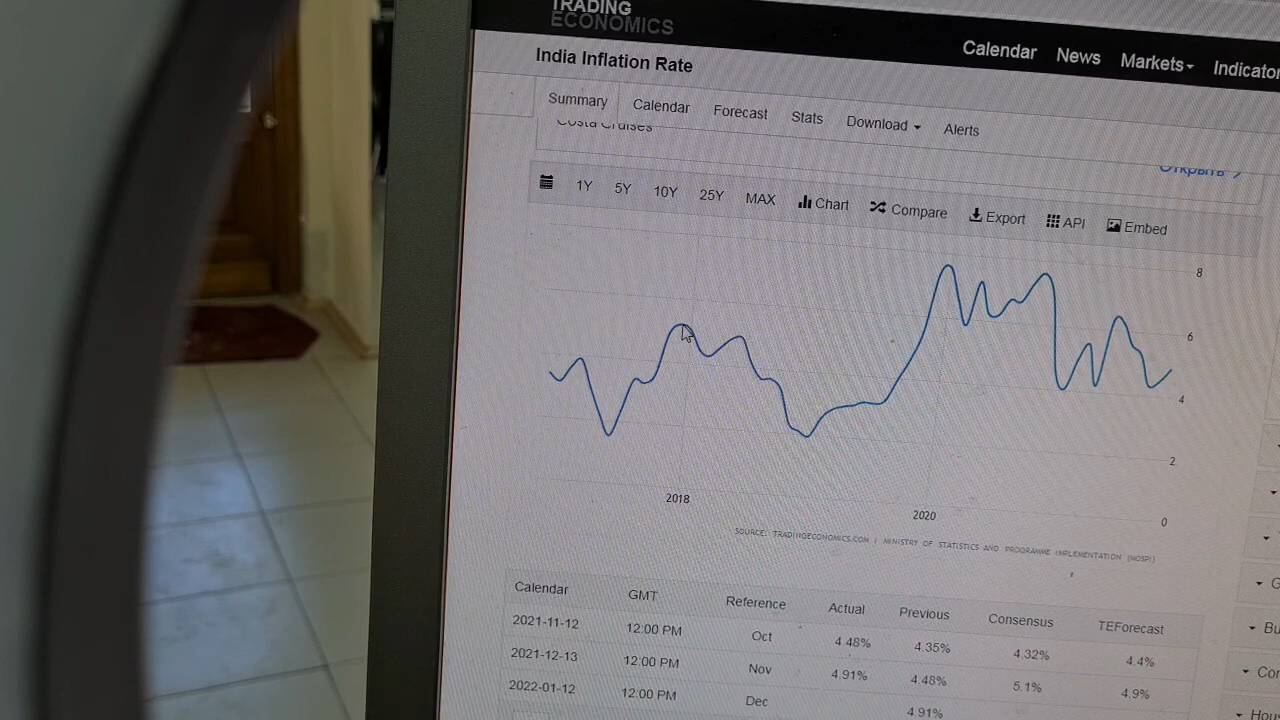 TRADING
ECONOMICS
Calendar News Markets Indicator
India Inflation Rate
Summary Calendar Forecast Stats Download Alerts
Costa Cruises
Открыть
1Y 5Y 10Y 25Y MAX Chart Compare Export API Embed
8
6
4
2
0
2018
2020
SOURCE: TRADINGECONOMICS.COM | MINISTRY OF STATISTICS AND PROGRAMME IMPLEMENTATION (MOSPI)
Calendar GMT Reference Actual Previous Consensus TEForecast
2021-11-12 12:00 PM Oct 4.48% 4.35% 4.32% 4.4%
2021-12-13 12:00 PM Nov 4.91% 4.48% 5.1% 4.9%
2022-01-12 12:00 PM Dec 4.91%
G
Bu
Con
Hou